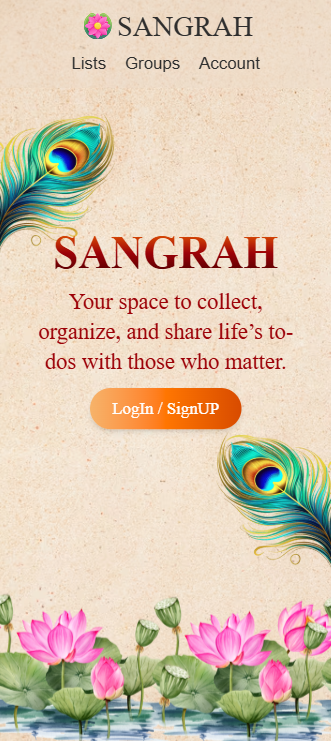 SANGRAH
Lists Groups Account
SANGRAH
Your space to collect,
organize, and share life’s to-
dos with those who matter.
LogIn / SignUP